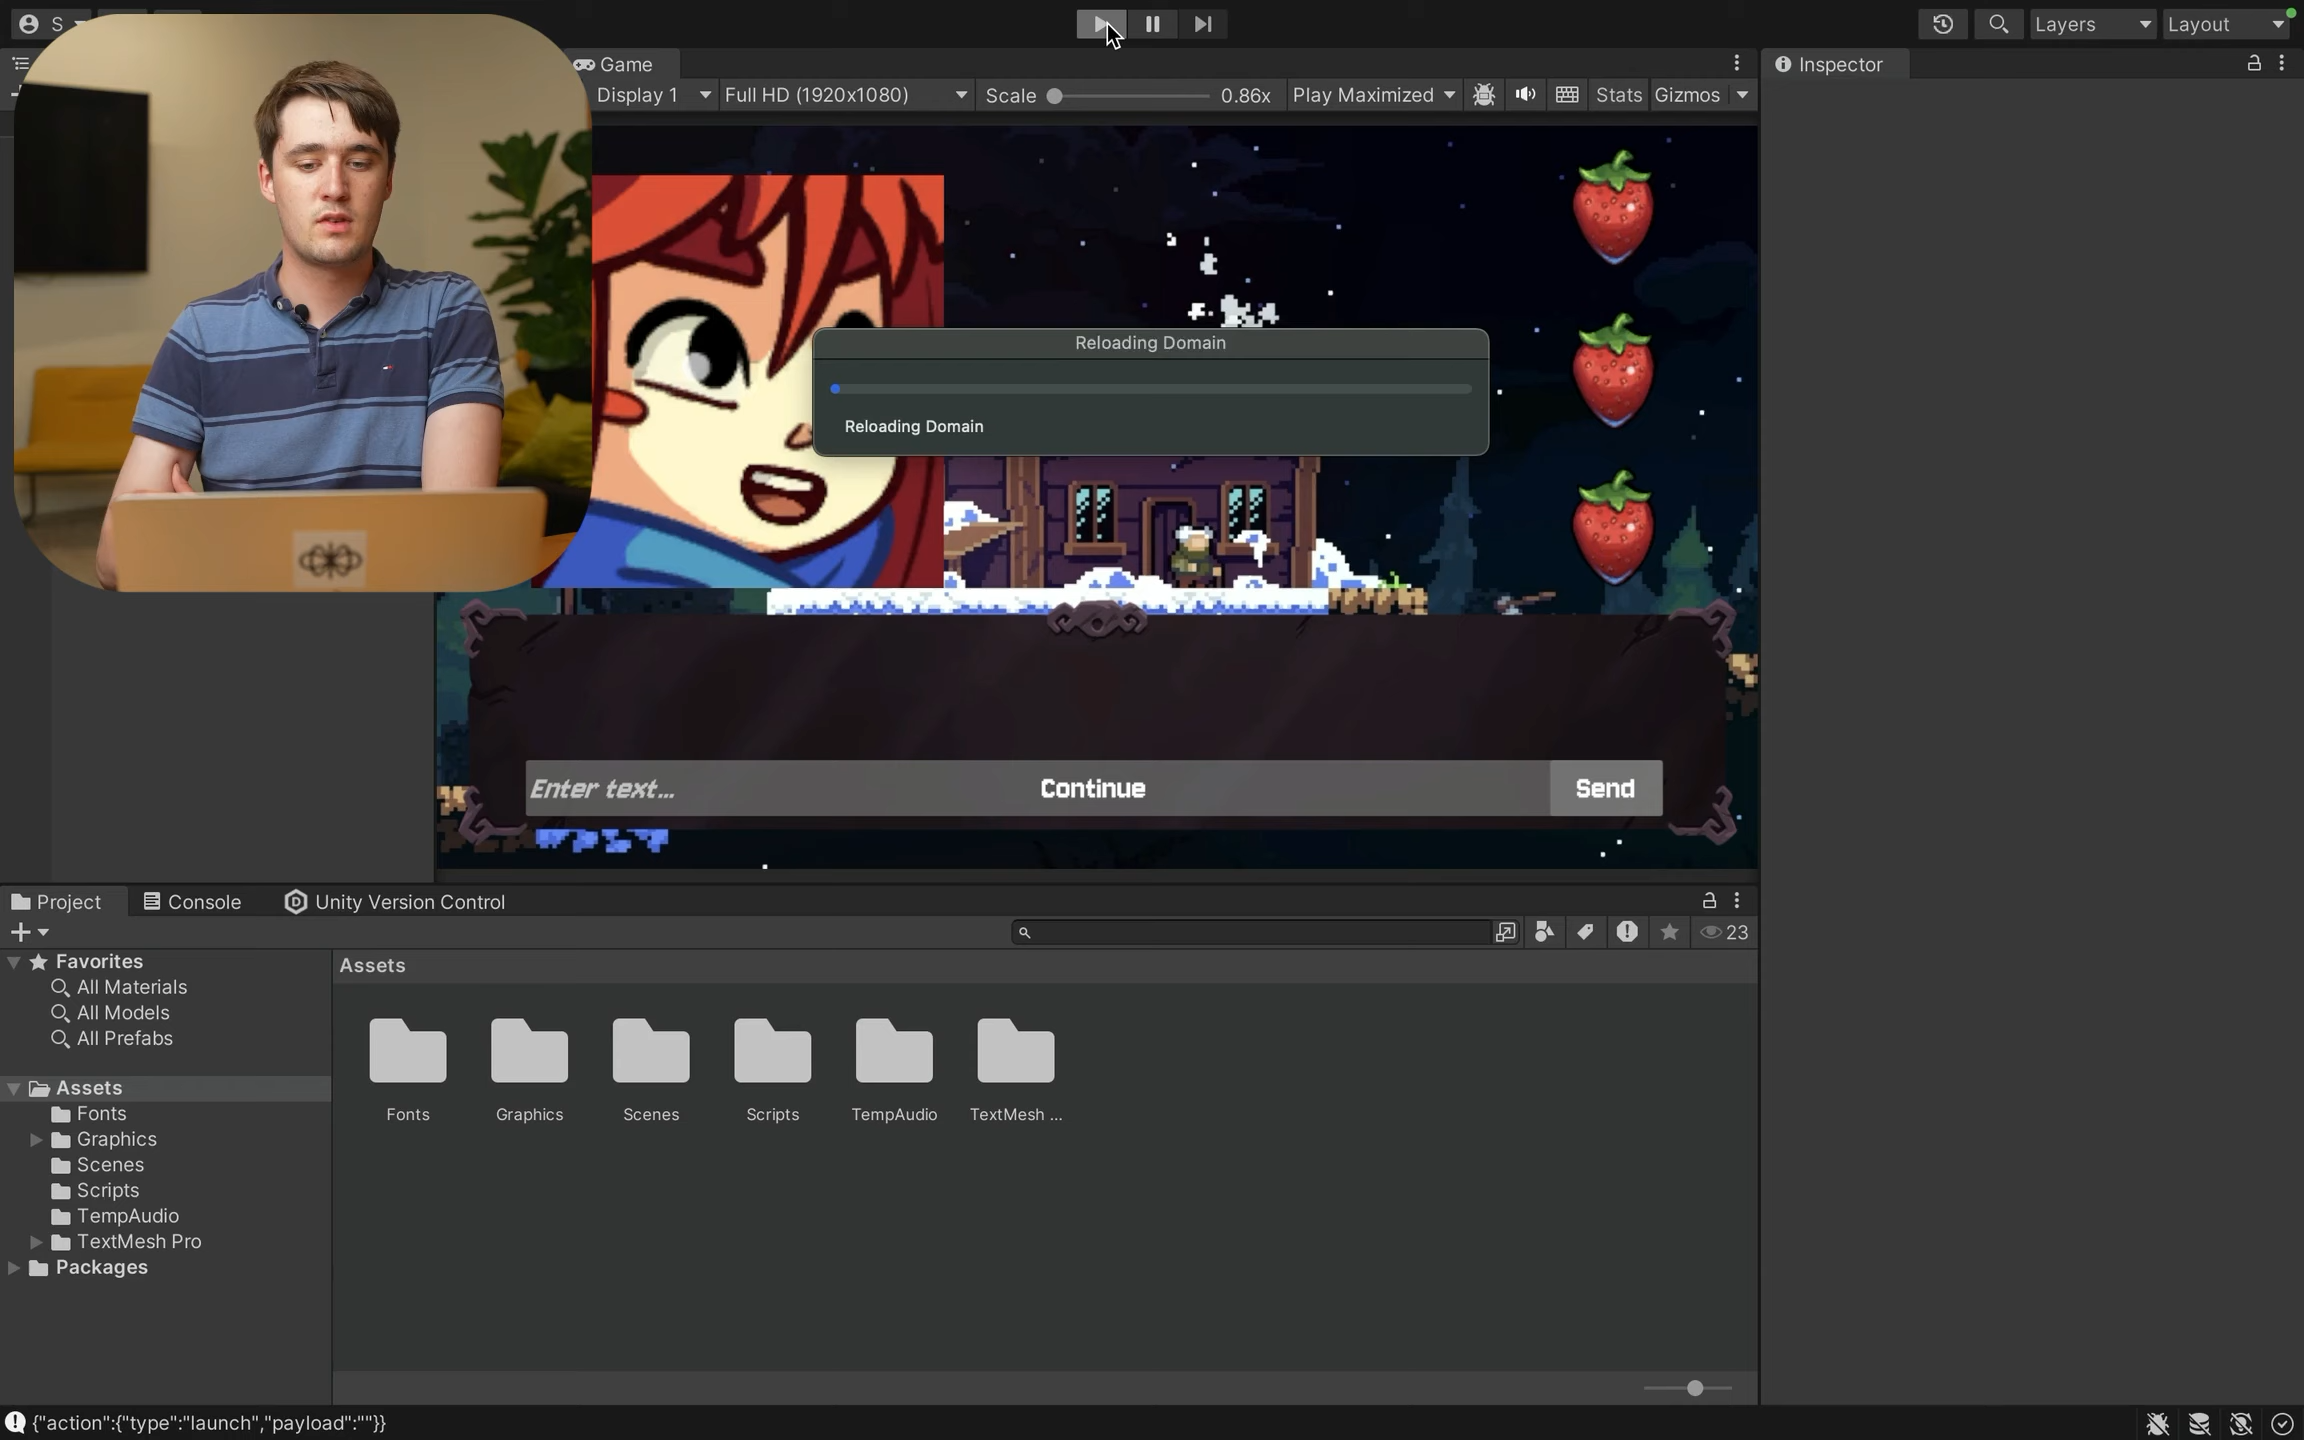 S
Layers
Layout
Game
Inspector
Display 1
Full HD (1920x1080)
Scale
0.86x
Play Maximized
Stats
Gizmos
Reloading Domain
Reloading Domain
Enter text...
Continue
Send
Project
Console
Unity Version Control
23
Favorites
All Materials
All Models
All Prefabs
Assets
Fonts
Graphics
Scenes
Scripts
TempAudio
TextMesh Pro
Packages
Assets
Fonts
Graphics
Scenes
Scripts
TempAudio
TextMesh ...
{"action":{"type":"launch","payload":""}}